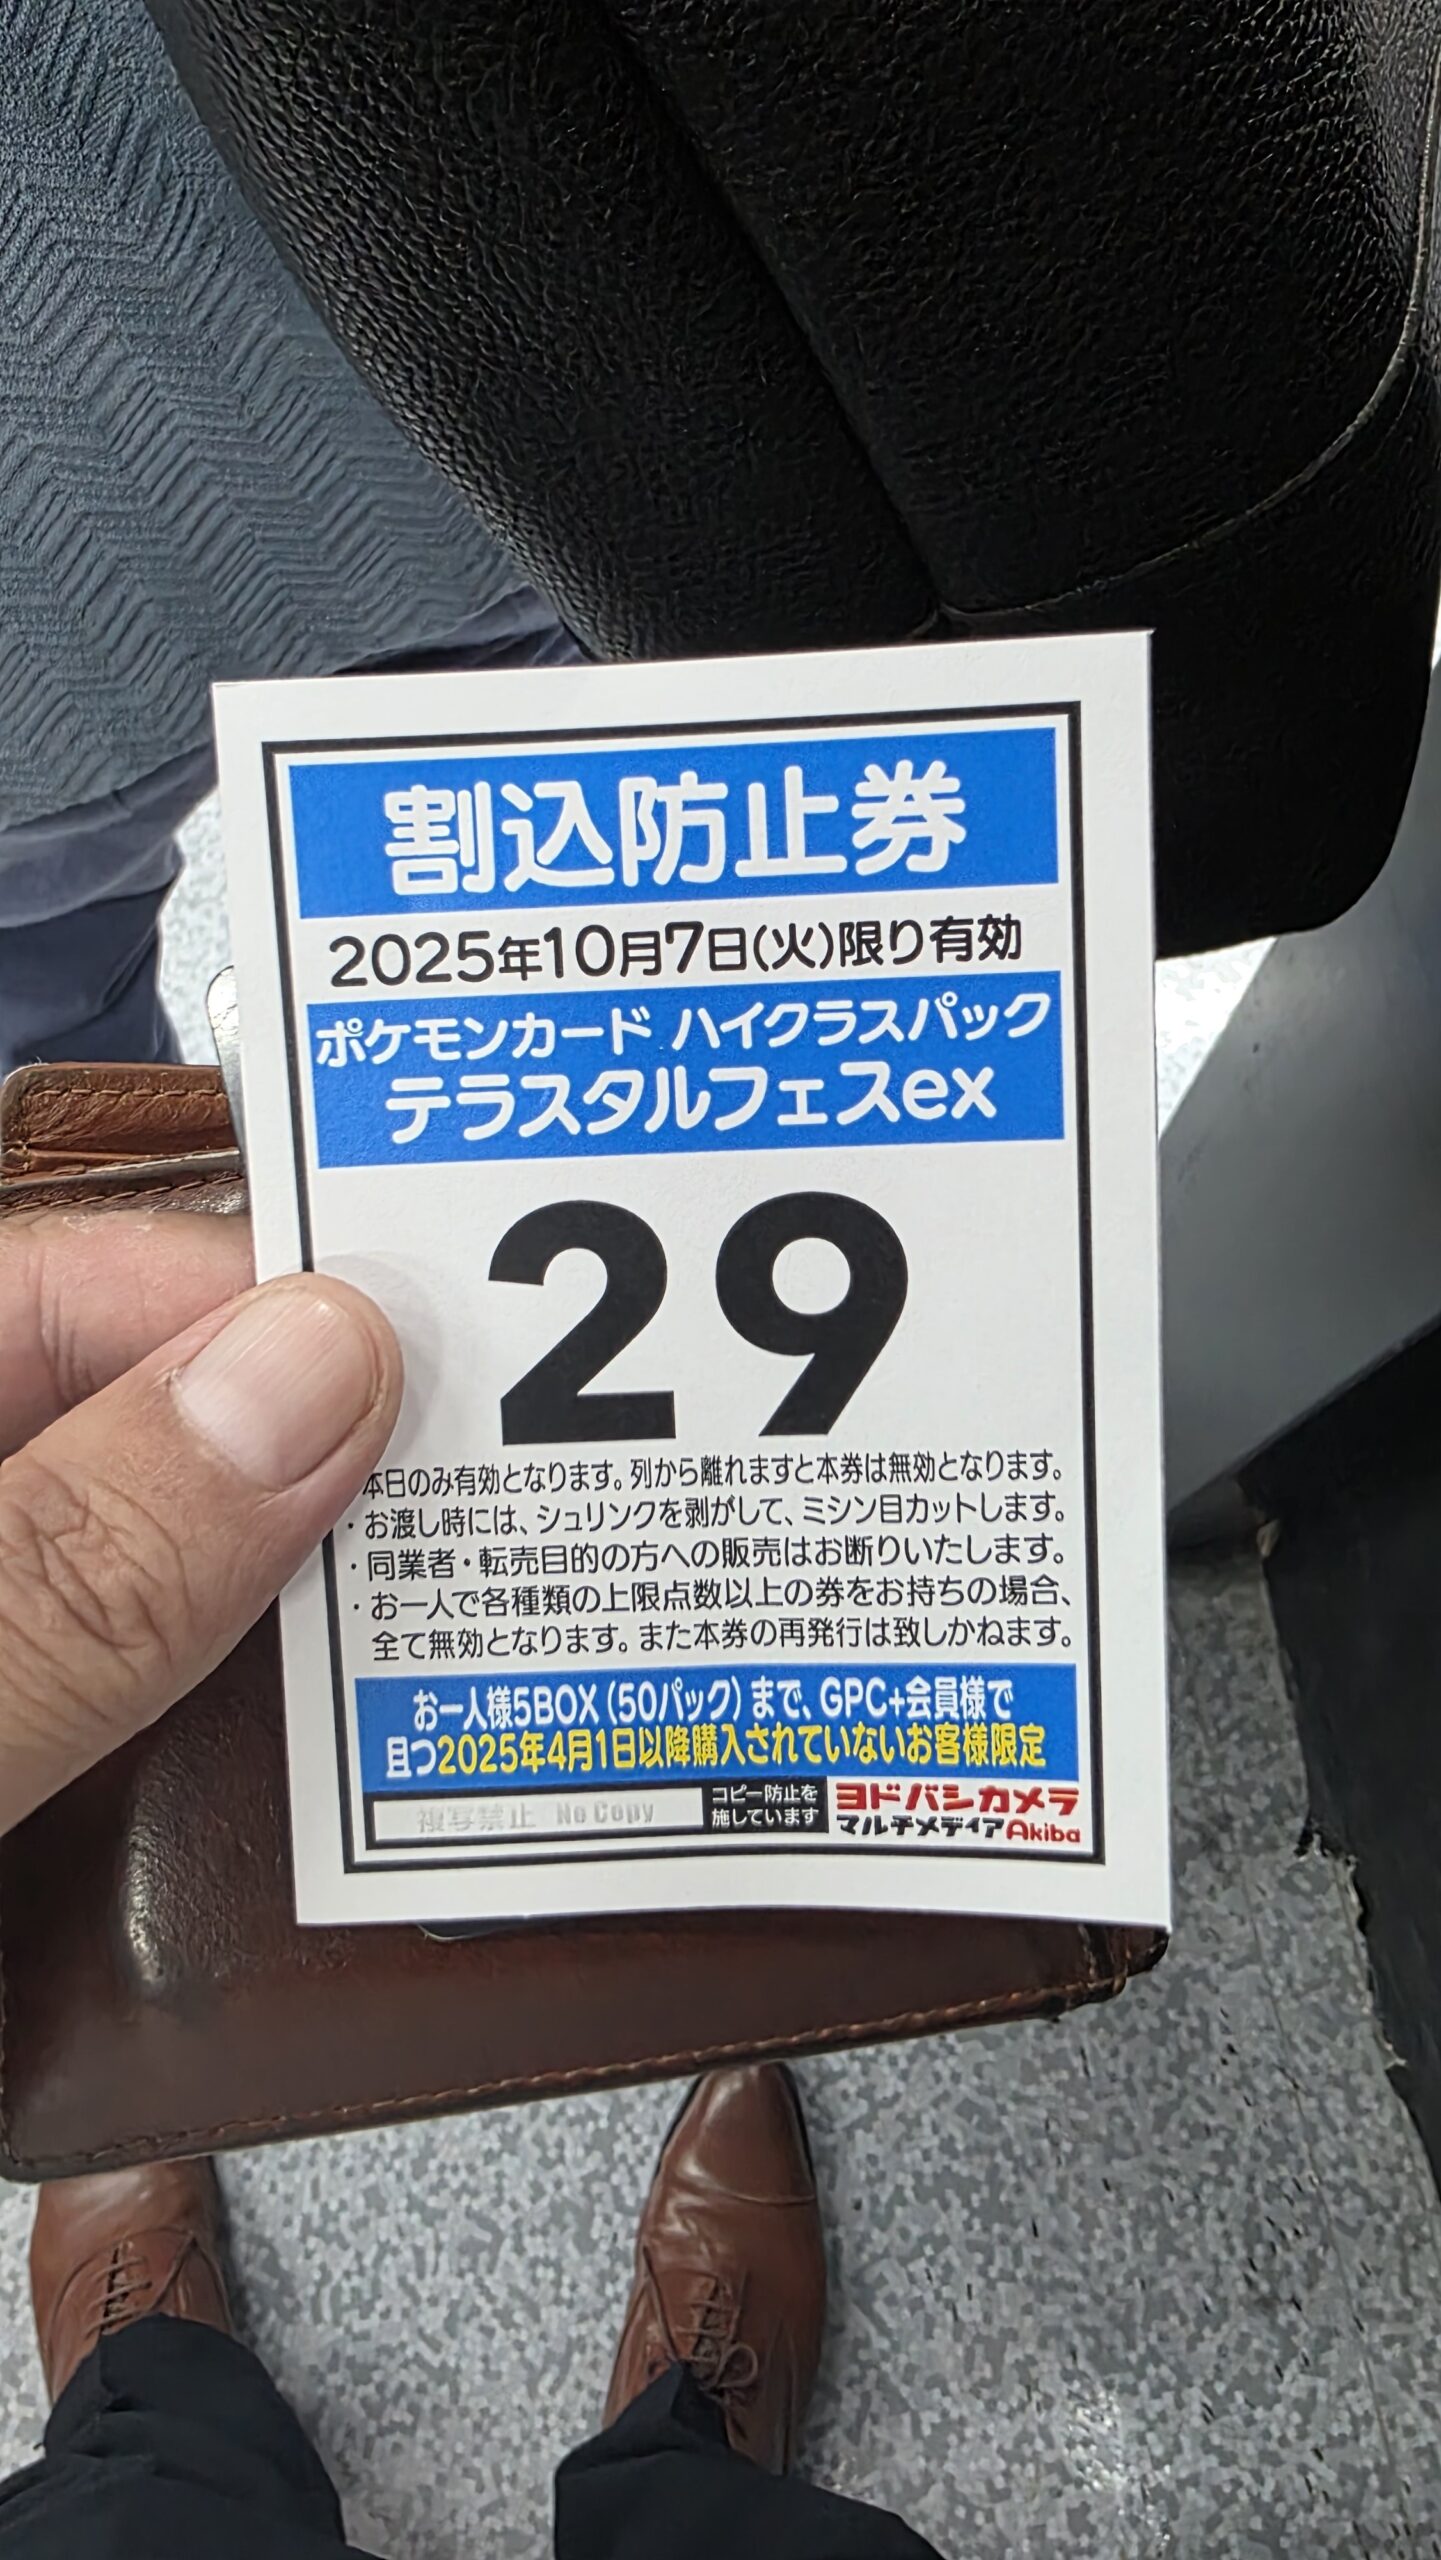 割込防止券
2025年10月7日(火)限り有効
ポケモンカード ハイクラスパック
テラスタルフェスex
29
本日のみ有効となります。列から離れますと本券は無効となります。
・お渡し時には、シュリンクを剥がして、ミシン目カットします。
・同業者・転売目的の方への販売はお断りいたします。
・お一人で各種類の上限点数以上の券をお持ちの場合、
全て無効となります。また本券の再発行は致しかねます。
お一人様5BOX（50パック）まで、GPC+会員様で
且つ2025年4月1日以降購入されていないお客様限定
複写禁止 No Copy
コピー防止を
施しています
ヨドバシカメラ
マルチメディアAkiba